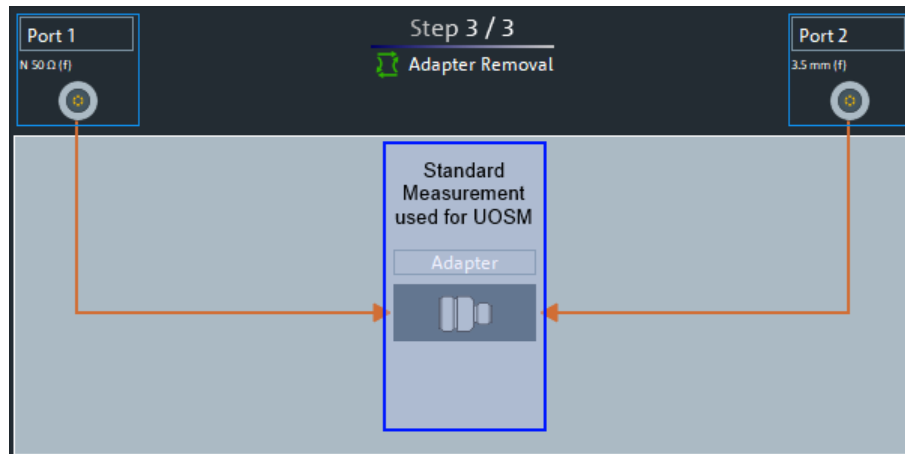 Port 1
N 50 Ω (f)
Step 3 / 3
Adapter Removal
Port 2
3.5 mm (f)
Standard
Measurement
used for UOSM
Adapter